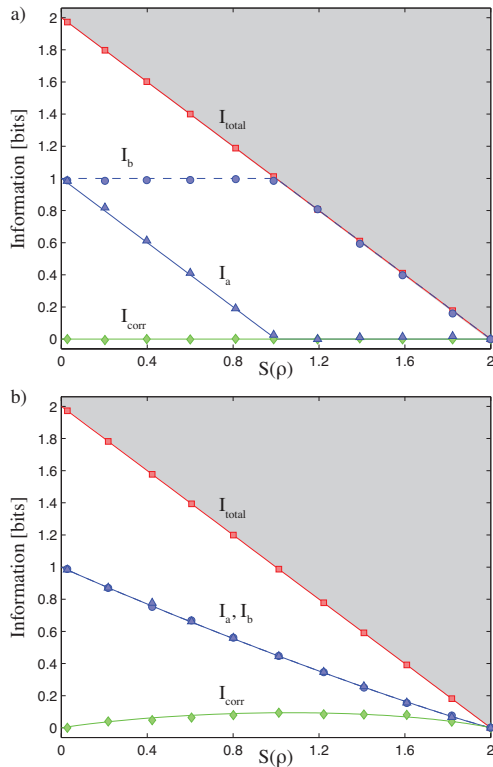 a)
2
1.8
1.6
1.4
1.2
1
0.8
0.6
0.4
0.2
0
Information [bits]
I_total
I_b
I_a
I_corr
0 0.4 0.8 1.2 1.6 2
S(ρ)
b)
2
1.8
1.6
1.4
1.2
1
0.8
0.6
0.4
0.2
0
Information [bits]
I_total
I_a, I_b
I_corr
0 0.4 0.8 1.2 1.6 2
S(ρ)